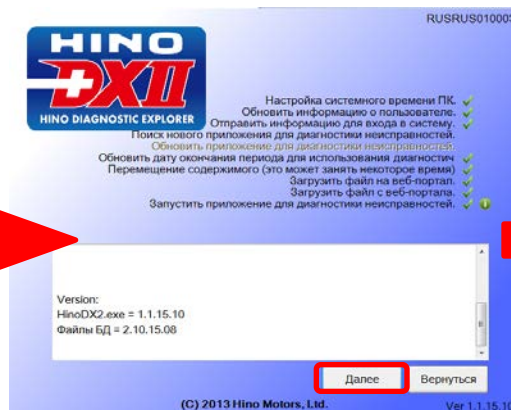 RUSRUS01000
HINO
DXII
HINO DIAGNOSTIC EXPLORER
Настройка системного времени ПК.
Обновить информацию о пользователе.
Отправить информацию для входа в систему.
Поиск нового приложения для диагностики неисправностей.
Обновить приложение для диагностики неисправностей.
Обновить дату окончания периода для использования диагностич
Перемещение содержимого (это может занять некоторое время)
Загрузить файл на веб-портал.
Загрузить файл с веб-портала.
Запустить приложение для диагностики неисправностей.
Version:
HinoDX2.exe = 1.1.15.10
Файлы БД = 2.10.15.08
Далее Вернуться
(C) 2013 Hino Motors, Ltd. Ver 1.1.15.10